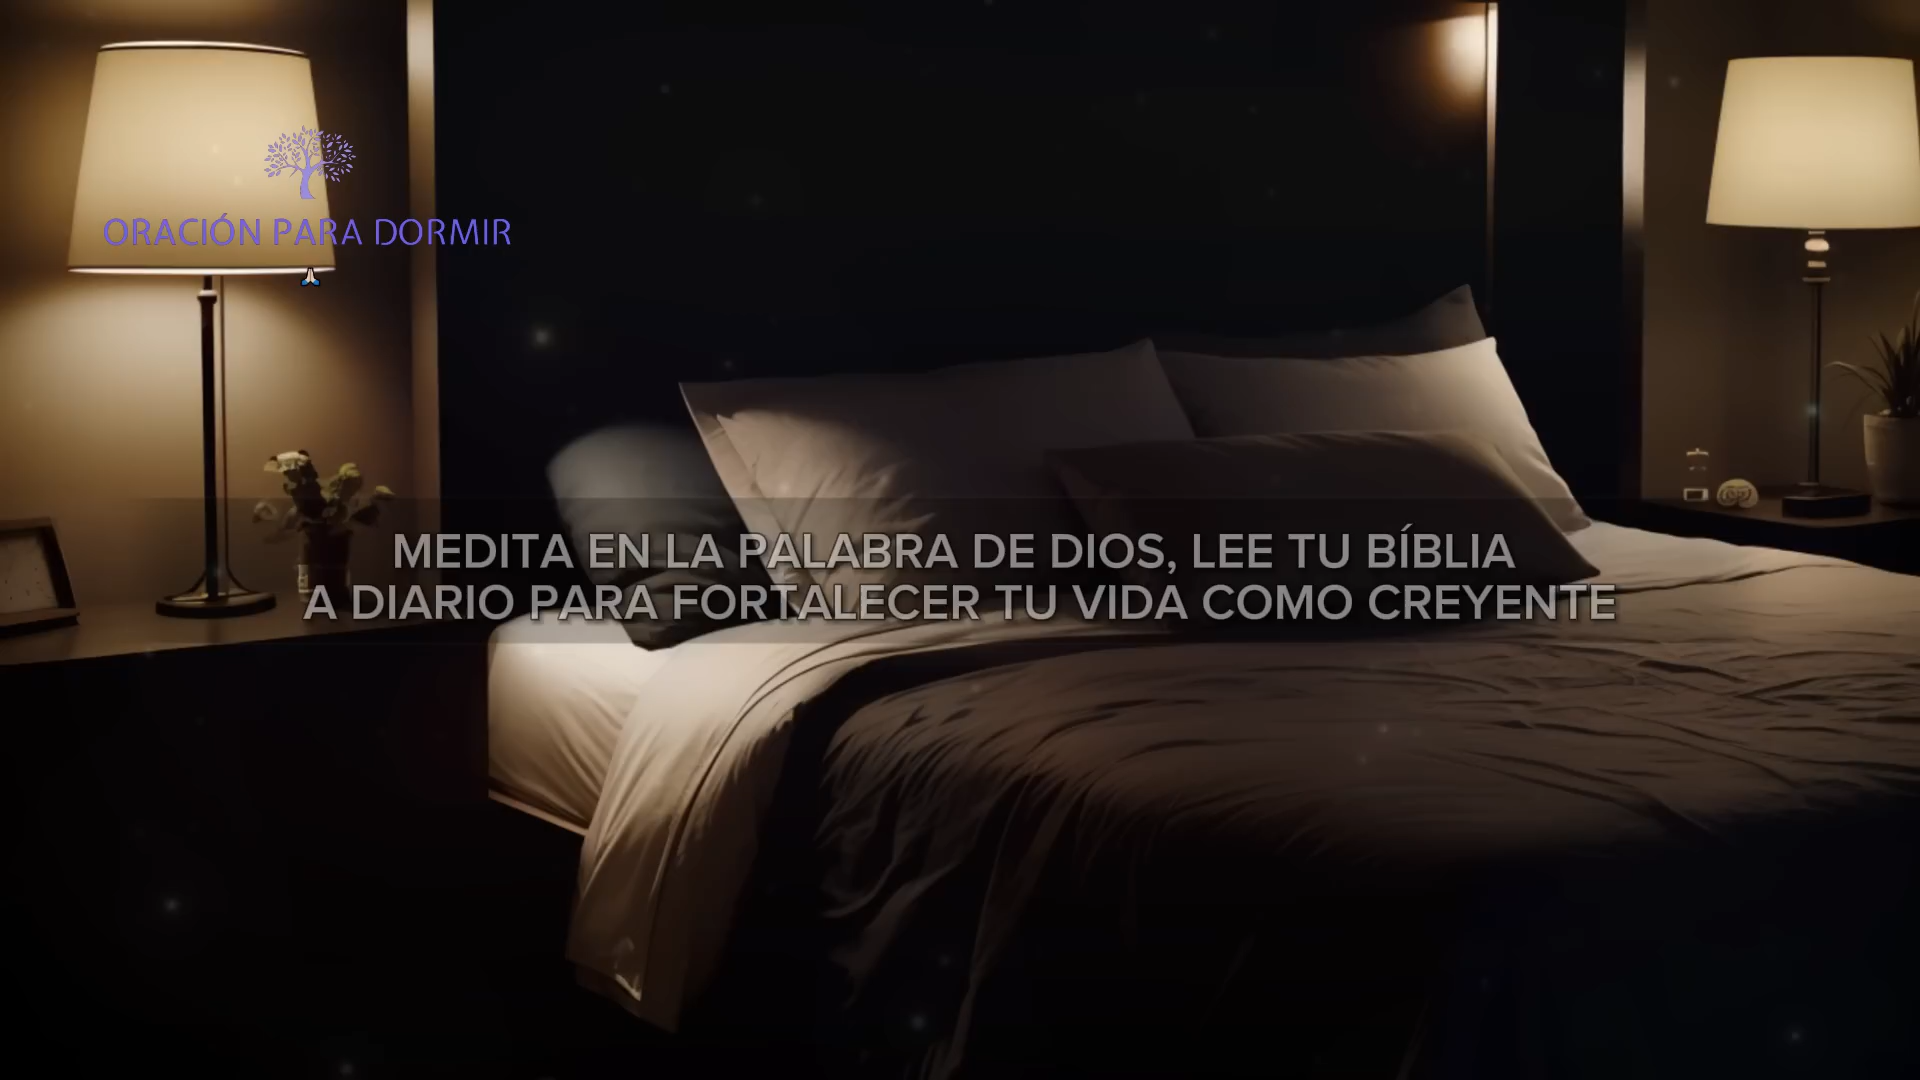 ORACIÓN PARA DORMIR
MEDITA EN LA PALABRA DE DIOS, LEE TU BÍBLIA
A DIARIO PARA FORTALECER TU VIDA COMO CREYENTE